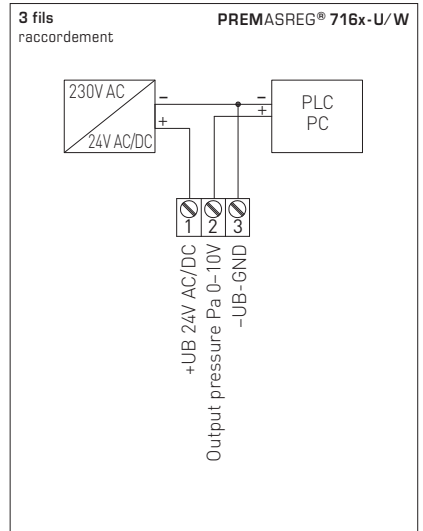 3 fils
raccordement
PREMASREG® 716x-U/W
230V AC
24V AC/DC
–
+
–
+
PLC
PC
1
2
3
+UB 24V AC/DC
Output pressure Pa 0–10V
–UB-GND